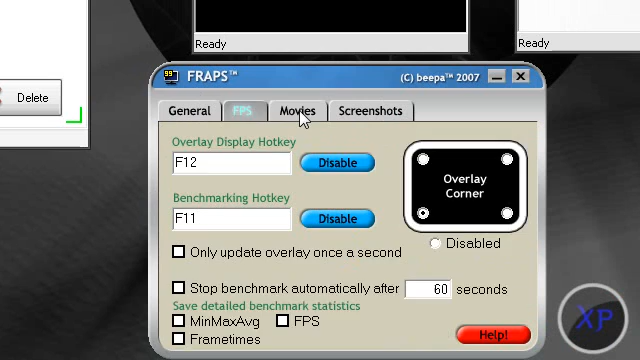 Ready
Ready
Delete
99
FRAPS™
(C) beepa™ 2007
General
FPS
Movies
Screenshots
Overlay Display Hotkey
F12
Disable
Benchmarking Hotkey
F11
Disable
Overlay
Corner
Disabled
Only update overlay once a second
Stop benchmark automatically after 60 seconds
Save detailed benchmark statistics
MinMaxAvg
FPS
Frametimes
Help!
XP